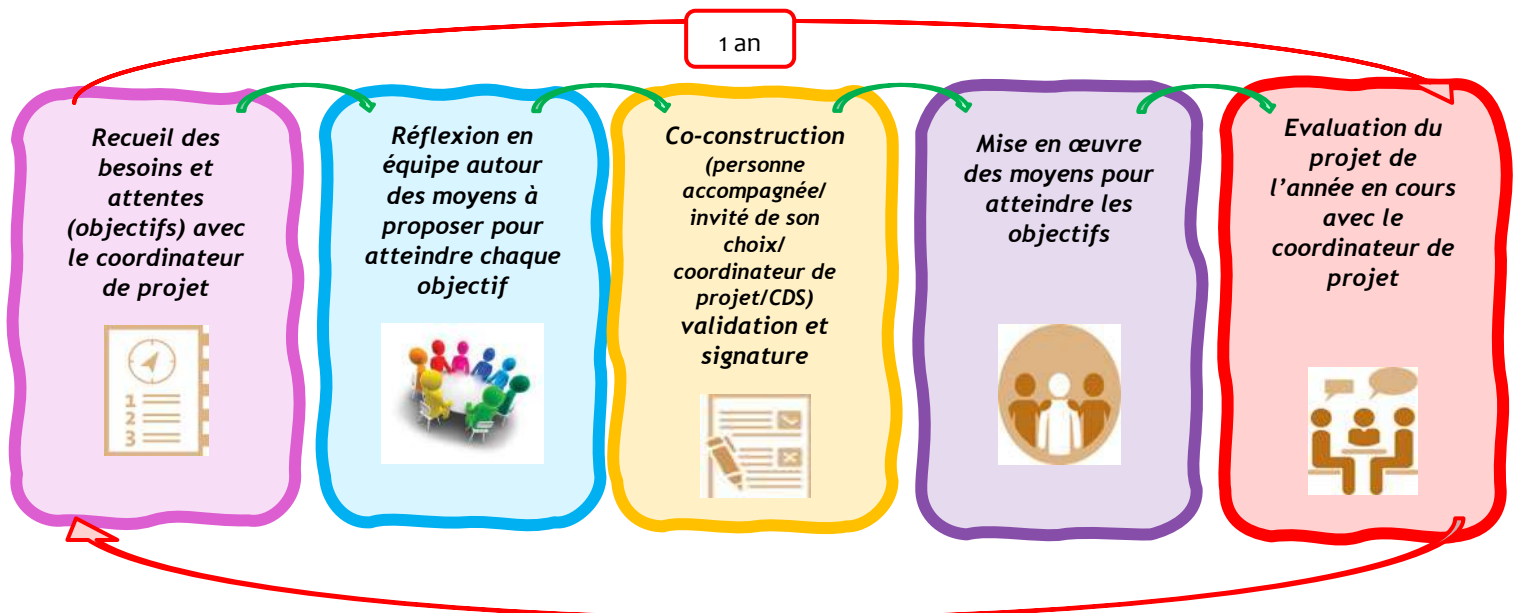 1 an
Recueil des
besoins et
attentes
(objectifs) avec
le coordinateur
de projet
1
2
3
Réflexion en
équipe autour
des moyens à
proposer pour
atteindre chaque
objectif
Co-construction
(personne
accompagnée/
invité de son
choix/
coordinateur de
projet/CDS)
validation et
signature
Mise en œuvre
des moyens pour
atteindre les
objectifs
Evaluation du
projet de
l’année en cours
avec le
coordinateur de
projet